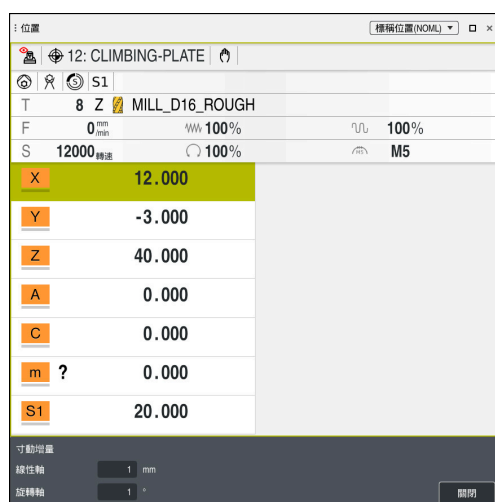 位置 標稱位置(NOML)
12: CLIMBING-PLATE
S S1
T 8 Z MILL_D16_ROUGH
F 0 mm/min 100% 100%
S 12000 轉速 100% M5
X 12.000
Y -3.000
Z 40.000
A 0.000
C 0.000
m ? 0.000
S1 20.000
寸動增量
線性軸 1 mm
旋轉軸 1 °
關閉